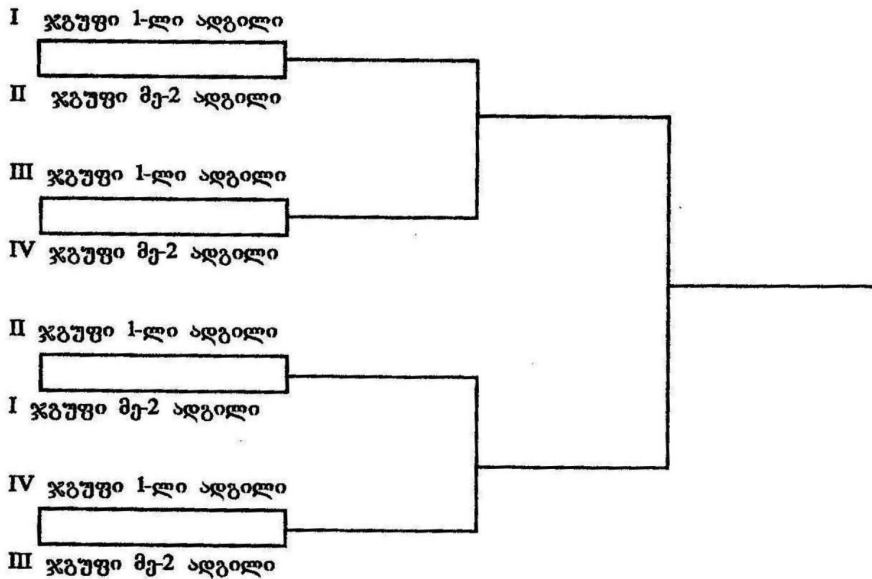 I ჯგუფი 1-ლი ადგილი
II ჯგუფი მე-2 ადგილი
III ჯგუფი 1-ლი ადგილი
IV ჯგუფი მე-2 ადგილი
II ჯგუფი 1-ლი ადგილი
I ჯგუფი მე-2 ადგილი
IV ჯგუფი 1-ლი ადგილი
III ჯგუფი მე-2 ადგილი